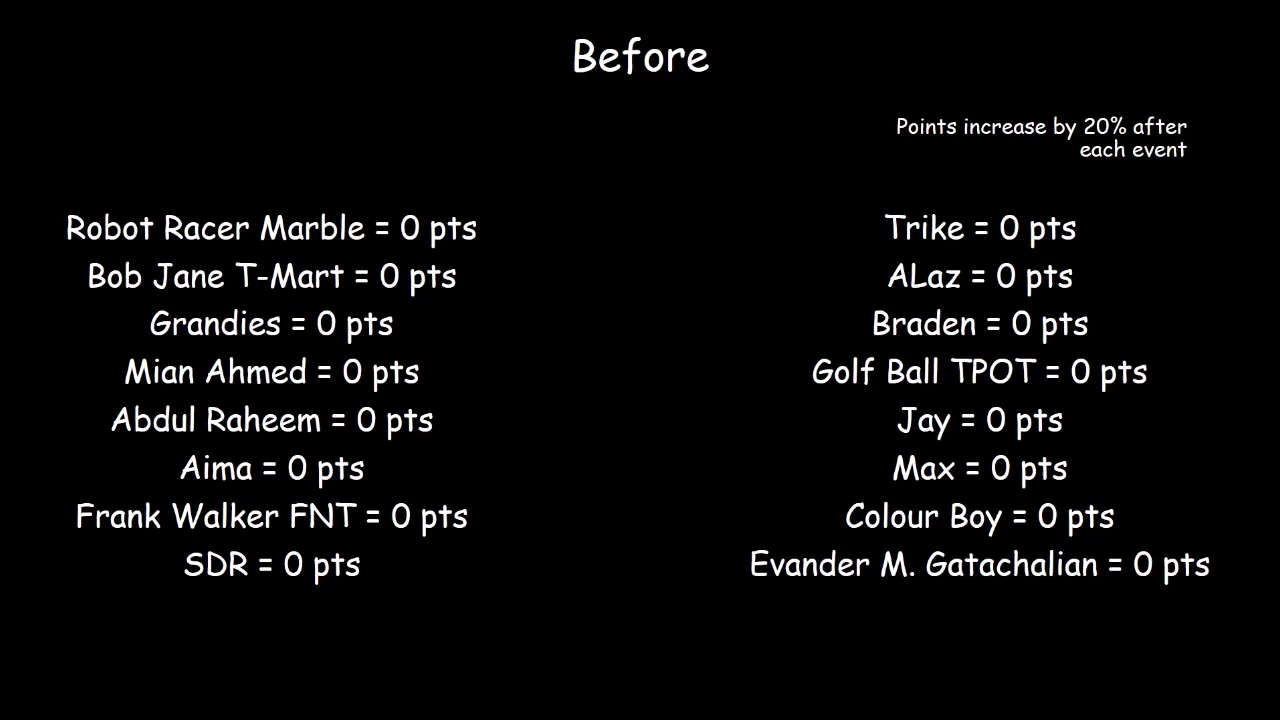 Before
Points increase by 20% after
each event
Robot Racer Marble = 0 pts
Bob Jane T-Mart = 0 pts
Grandies = 0 pts
Mian Ahmed = 0 pts
Abdul Raheem = 0 pts
Aima = 0 pts
Frank Walker FNT = 0 pts
SDR = 0 pts
Trike = 0 pts
ALaz = 0 pts
Braden = 0 pts
Golf Ball TPOT = 0 pts
Jay = 0 pts
Max = 0 pts
Colour Boy = 0 pts
Evander M. Gatachalian = 0 pts